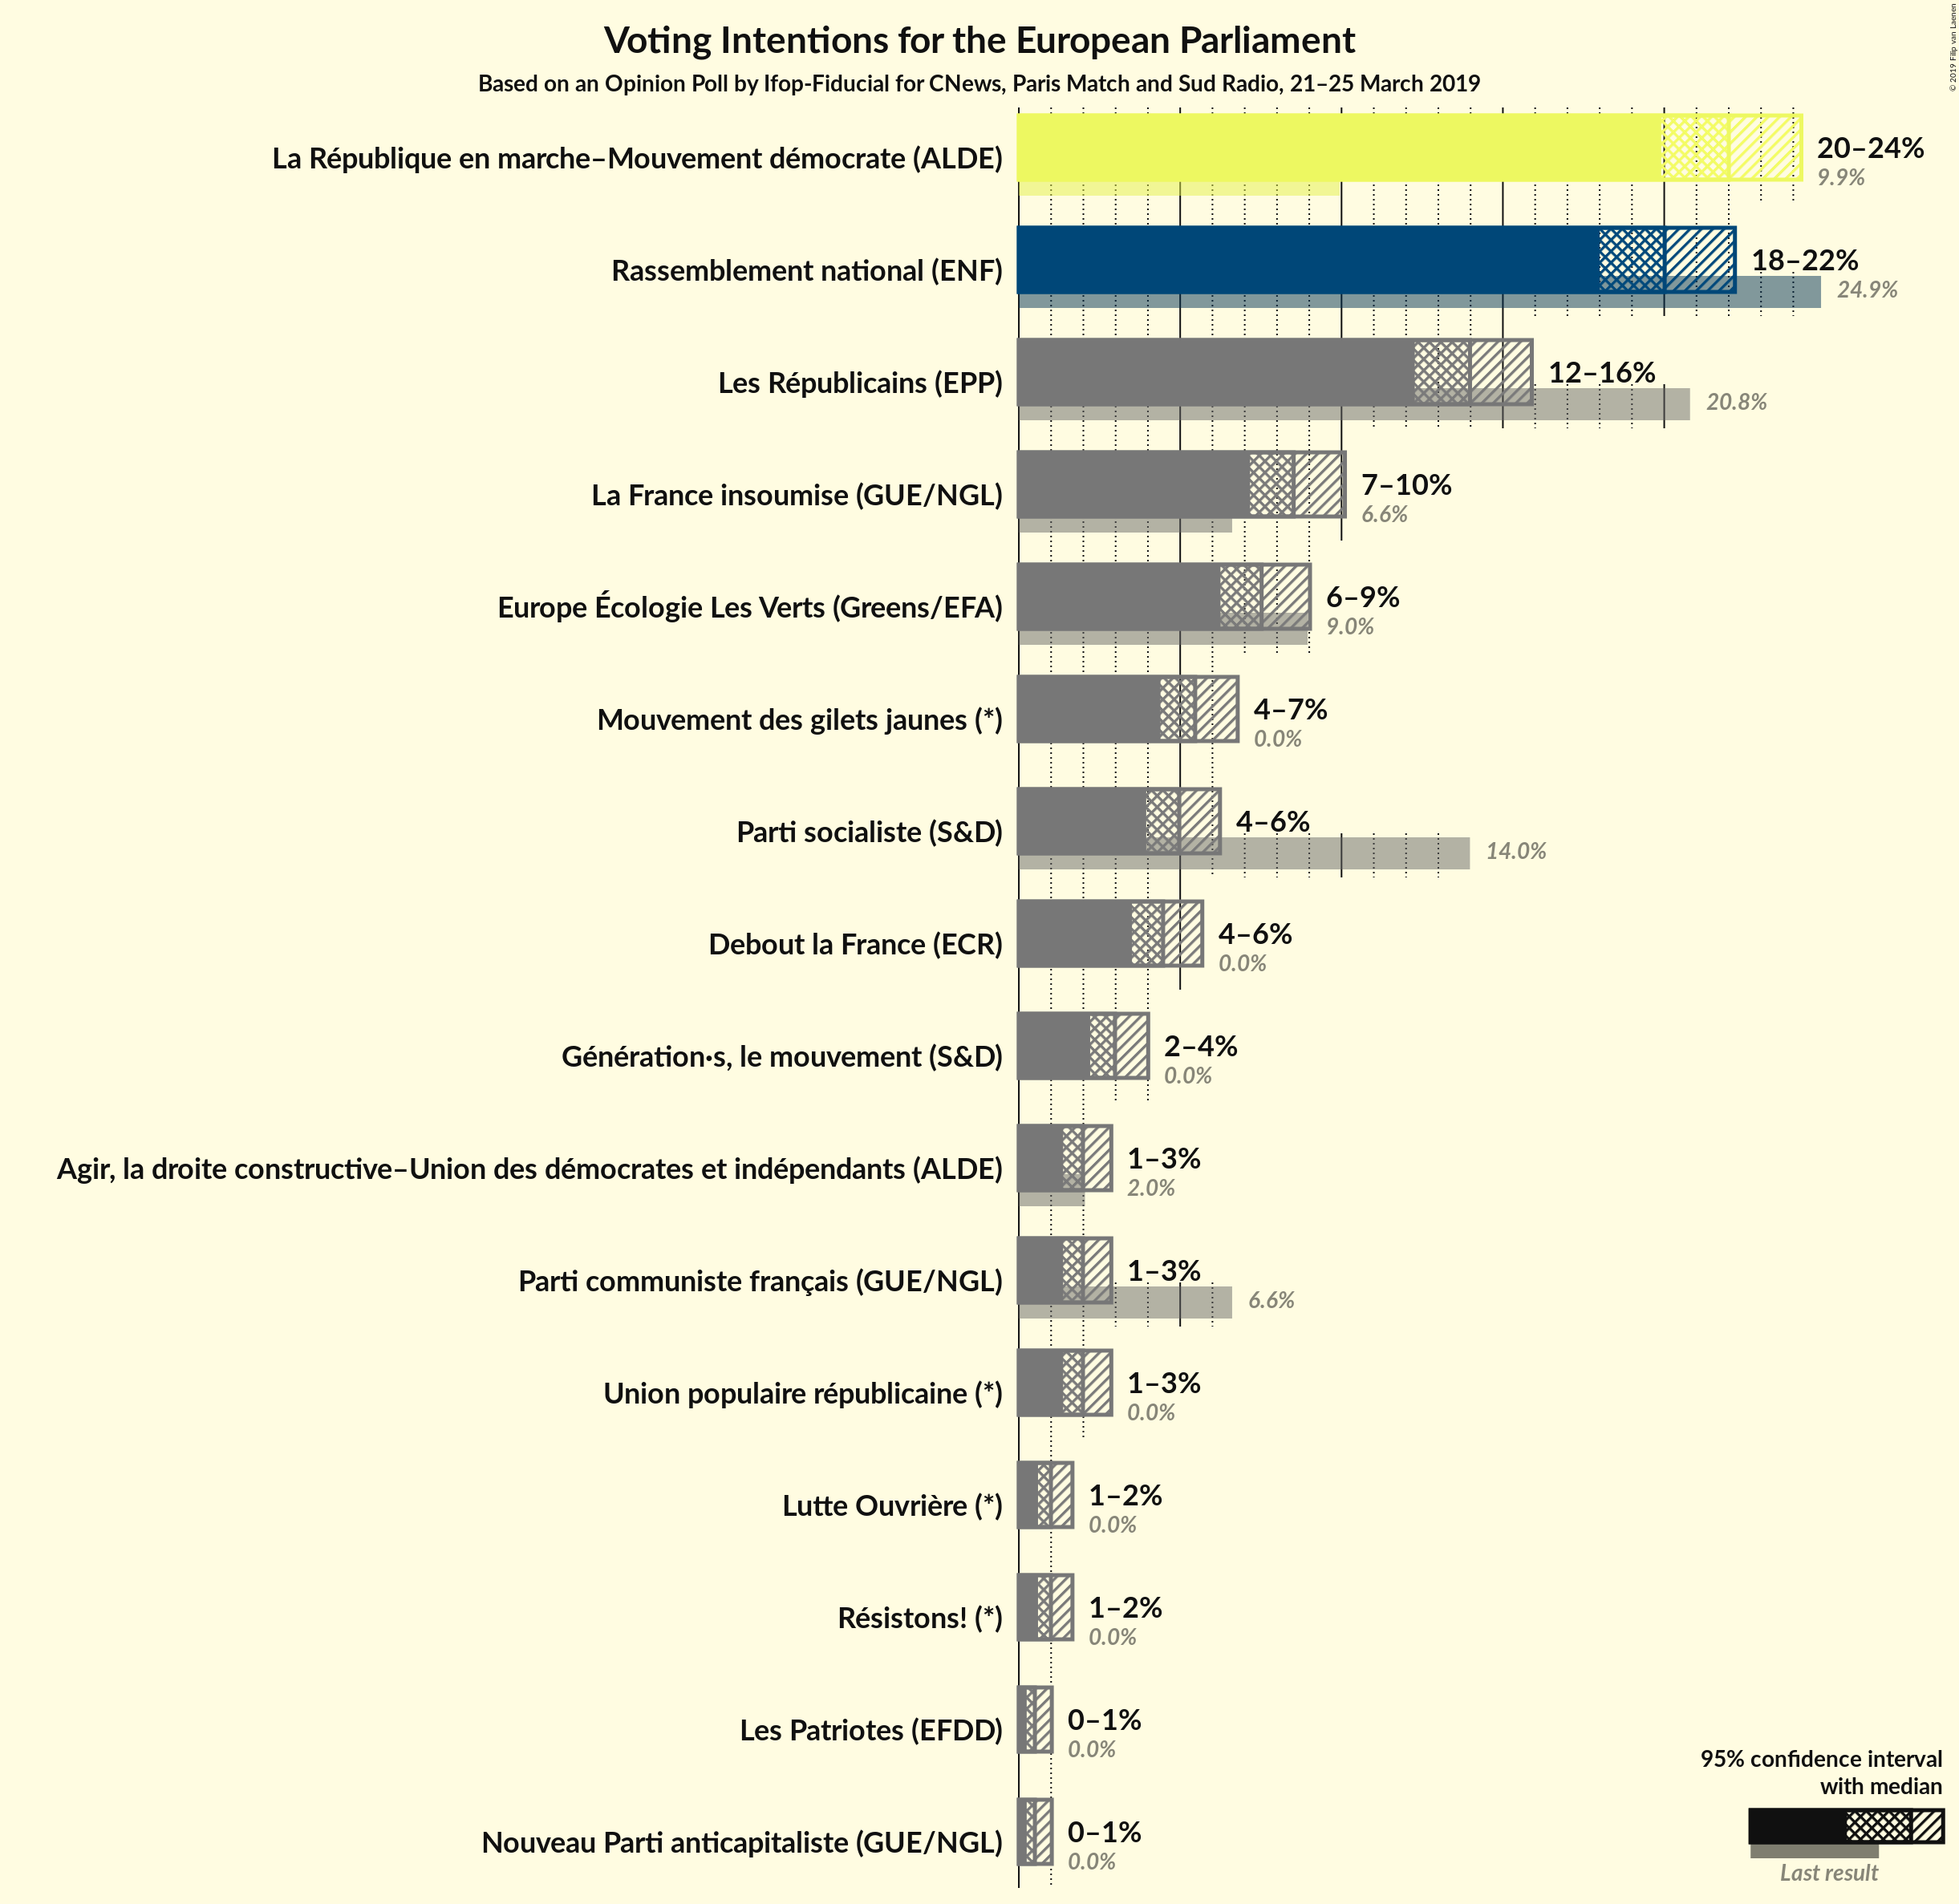 Voting Intentions for the European Parliament
Based on an Opinion Poll by Ifop-Fiducial for CNews, Paris Match and Sud Radio, 21–25 March 2019
© 2019 Filip van Laenen
La République en marche–Mouvement démocrate (ALDE)
20–24%
9.9%
Rassemblement national (ENF)
18–22%
24.9%
Les Républicains (EPP)
12–16%
20.8%
La France insoumise (GUE/NGL)
7–10%
6.6%
Europe Écologie Les Verts (Greens/EFA)
6–9%
9.0%
Mouvement des gilets jaunes (*)
4–7%
0.0%
Parti socialiste (S&D)
4–6%
14.0%
Debout la France (ECR)
4–6%
0.0%
Génération·s, le mouvement (S&D)
2–4%
0.0%
Agir, la droite constructive–Union des démocrates et indépendants (ALDE)
1–3%
2.0%
Parti communiste français (GUE/NGL)
1–3%
6.6%
Union populaire républicaine (*)
1–3%
0.0%
Lutte Ouvrière (*)
1–2%
0.0%
Résistons! (*)
1–2%
0.0%
Les Patriotes (EFDD)
0–1%
0.0%
Nouveau Parti anticapitaliste (GUE/NGL)
0–1%
0.0%
95% confidence interval
with median
Last result